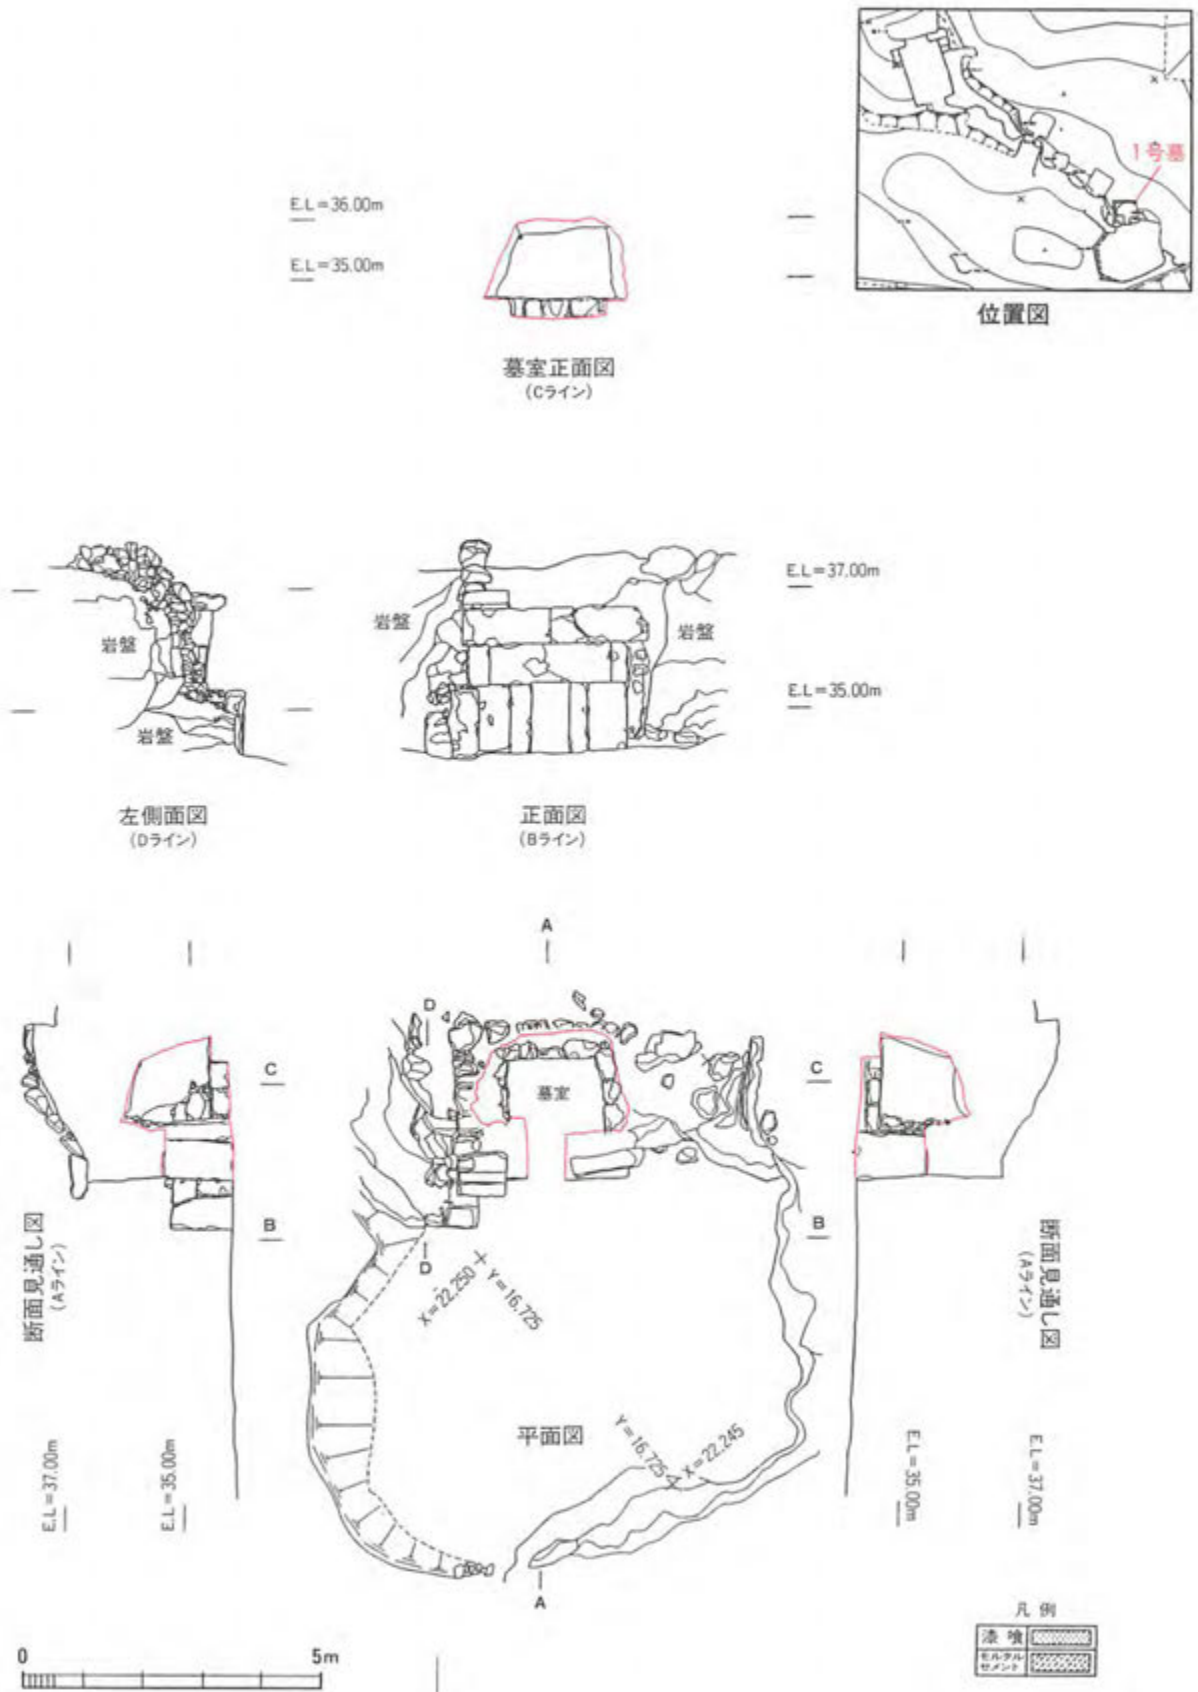 1号墓
位置図
E.L=36.00m
E.L=35.00m
墓室正面図
(Cライン)
E.L=37.00m
岩盤
岩盤
岩盤
岩盤
E.L=35.00m
左側面図
(Dライン)
正面図
(Bライン)
A
D
C
C
墓室
B
B
D
X=22.250
Y=16.725
断面見通し図
(Aライン)
断面見通し図
(Aライン)
平面図
Y=16.725
X=22.245
E.L=37.00m
E.L=35.00m
E.L=35.00m
E.L=37.00m
A
凡例
漆喰
モルタル
セメント
0 5m